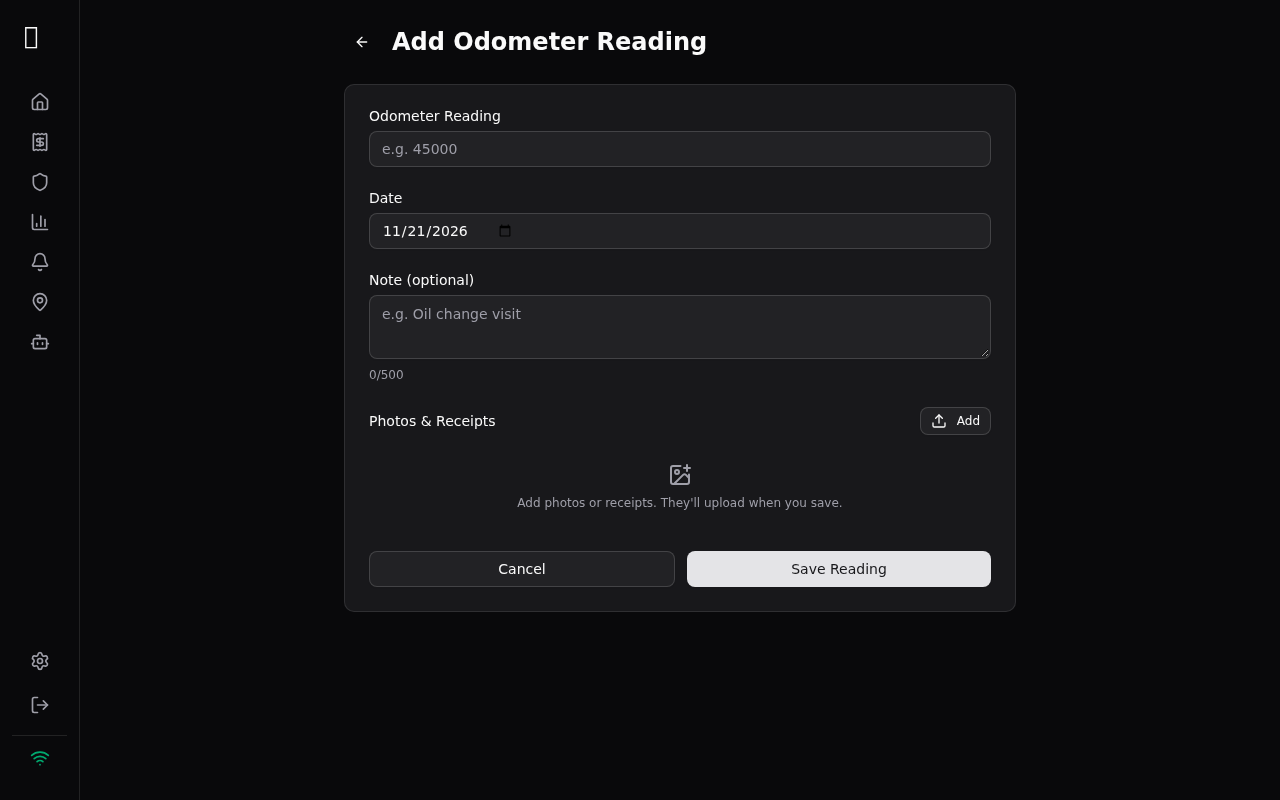 Add Odometer Reading
Odometer Reading
e.g. 45000
Date
11/21/2026
Note (optional)
e.g. Oil change visit
0/500
Photos & Receipts
Add
Add photos or receipts. They'll upload when you save.
Cancel
Save Reading